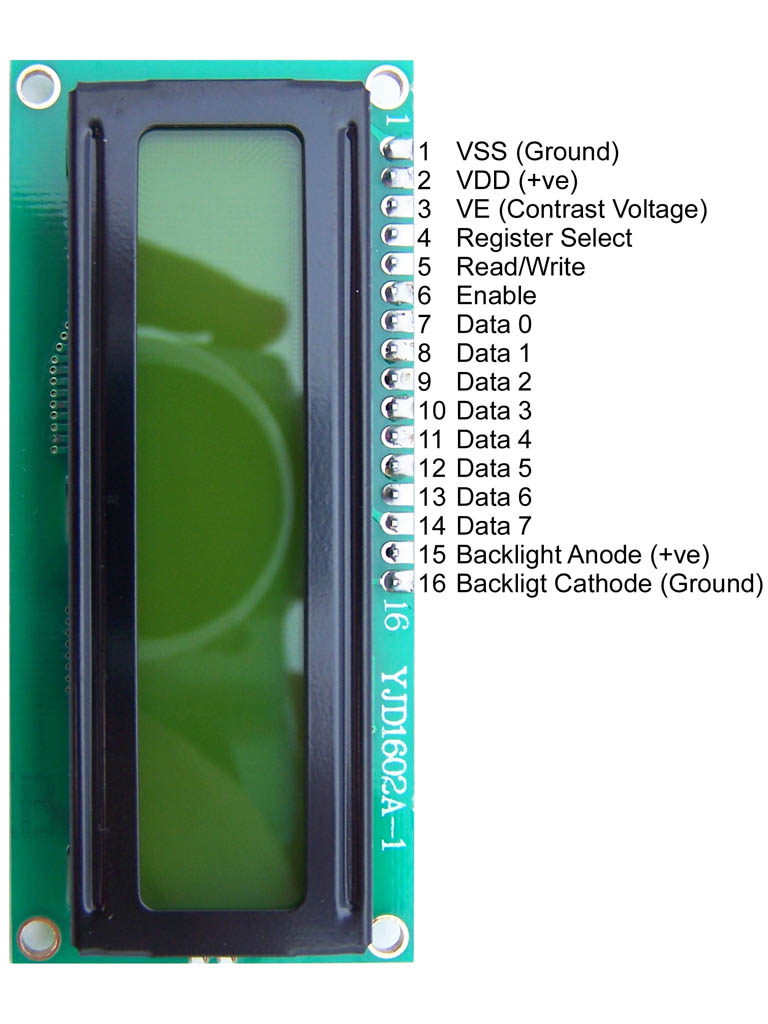 1
1 VSS (Ground)
2 VDD (+ve)
3 VE (Contrast Voltage)
4 Register Select
5 Read/Write
6 Enable
7 Data 0
8 Data 1
9 Data 2
10 Data 3
11 Data 4
12 Data 5
13 Data 6
14 Data 7
15 Backlight Anode (+ve)
16 Backligt Cathode (Ground)
16
YJD1602A-1